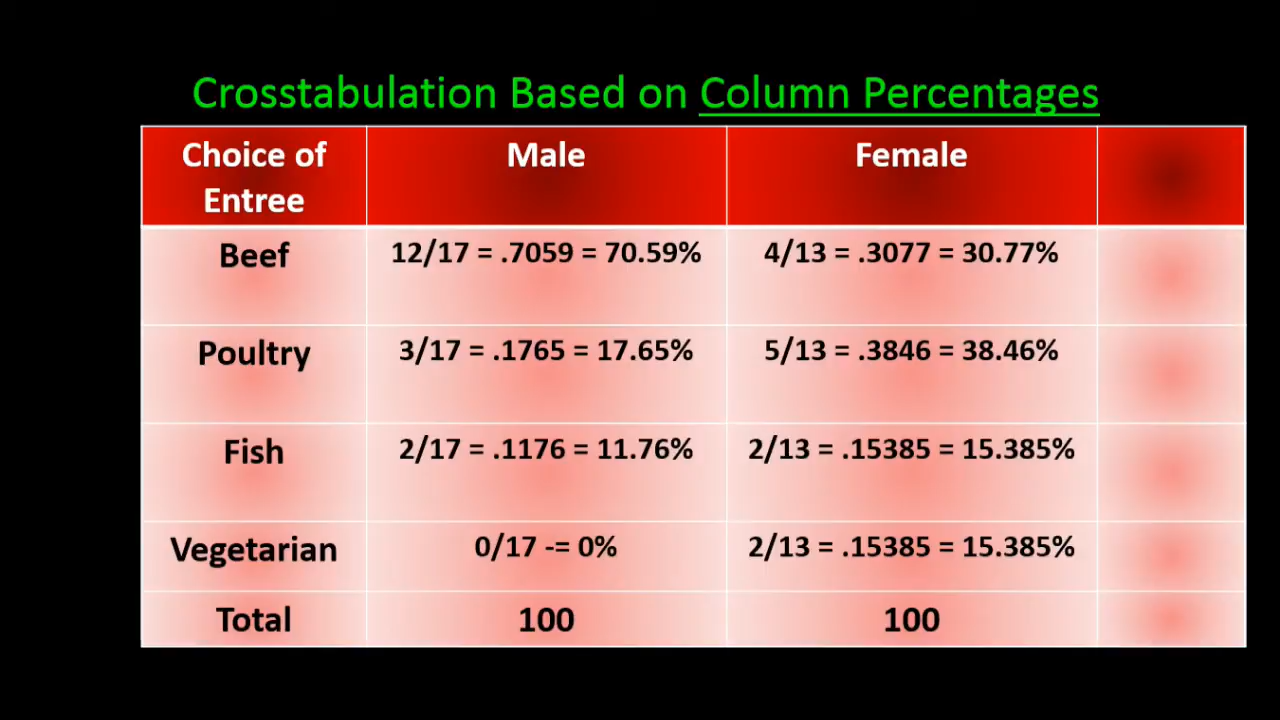 Crosstabulation Based on Column Percentages
Choice of Entree Male Female
Beef 12/17 = .7059 = 70.59% 4/13 = .3077 = 30.77%
Poultry 3/17 = .1765 = 17.65% 5/13 = .3846 = 38.46%
Fish 2/17 = .1176 = 11.76% 2/13 = .15385 = 15.385%
Vegetarian 0/17 -= 0% 2/13 = .15385 = 15.385%
Total 100 100